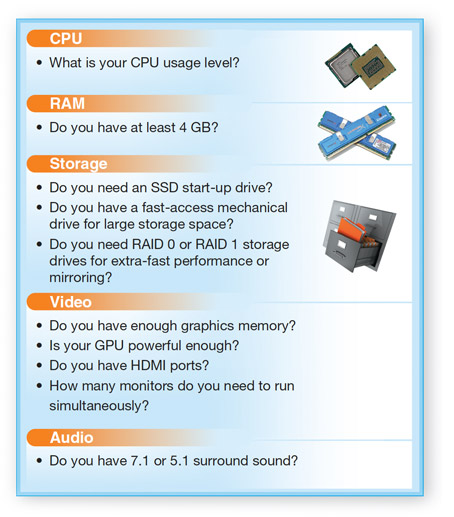 CPU
• What is your CPU usage level?
RAM
• Do you have at least 4 GB?
Storage
• Do you need an SSD start-up drive?
• Do you have a fast-access mechanical
drive for large storage space?
• Do you need RAID 0 or RAID 1 storage
drives for extra-fast performance or
mirroring?
Video
• Do you have enough graphics memory?
• Is your GPU powerful enough?
• Do you have HDMI ports?
• How many monitors do you need to run
simultaneously?
Audio
• Do you have 7.1 or 5.1 surround sound?